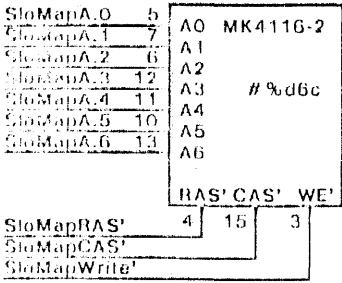 SloMapA.0 5
SloMapA.1 7
SloMapA.2 6
SloMapA.3 12
SloMapA.4 11
SloMapA.5 10
SloMapA.6 13
A0 MK4116-2
A1
A2
A3 #%d6c
A4
A5
A6
RAS' CAS' WE'
4 15 3
SloMapRAS'
SloMapCAS'
SloMapWrite'